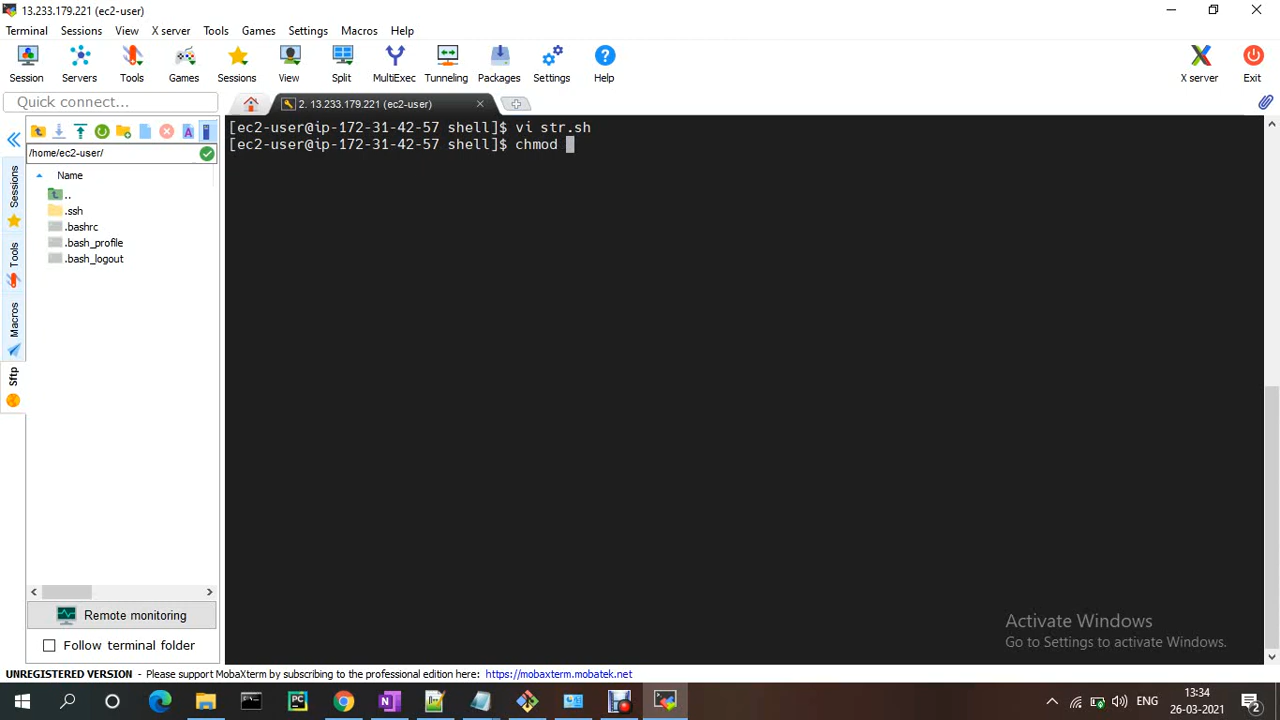 13.233.179.221 (ec2-user)
Terminal Sessions View X server Tools Games Settings Macros Help
Session Servers Tools Games Sessions View Split MultiExec Tunneling Packages Settings Help X server Exit
Quick connect...
2. 13.233.179.221 (ec2-user)
/home/ec2-user/
Name
..
.ssh
.bashrc
.bash_profile
.bash_logout
Sessions
Tools
Macros
Sftp
[ec2-user@ip-172-31-42-57 shell]$ vi str.sh
[ec2-user@ip-172-31-42-57 shell]$ chmod
Remote monitoring
Follow terminal folder
Activate Windows
Go to Settings to activate Windows.
UNREGISTERED VERSION - Please support MobaXterm by subscribing to the professional edition here: https://mobaxterm.mobatek.net
ENG
13:34
26-03-2021
2